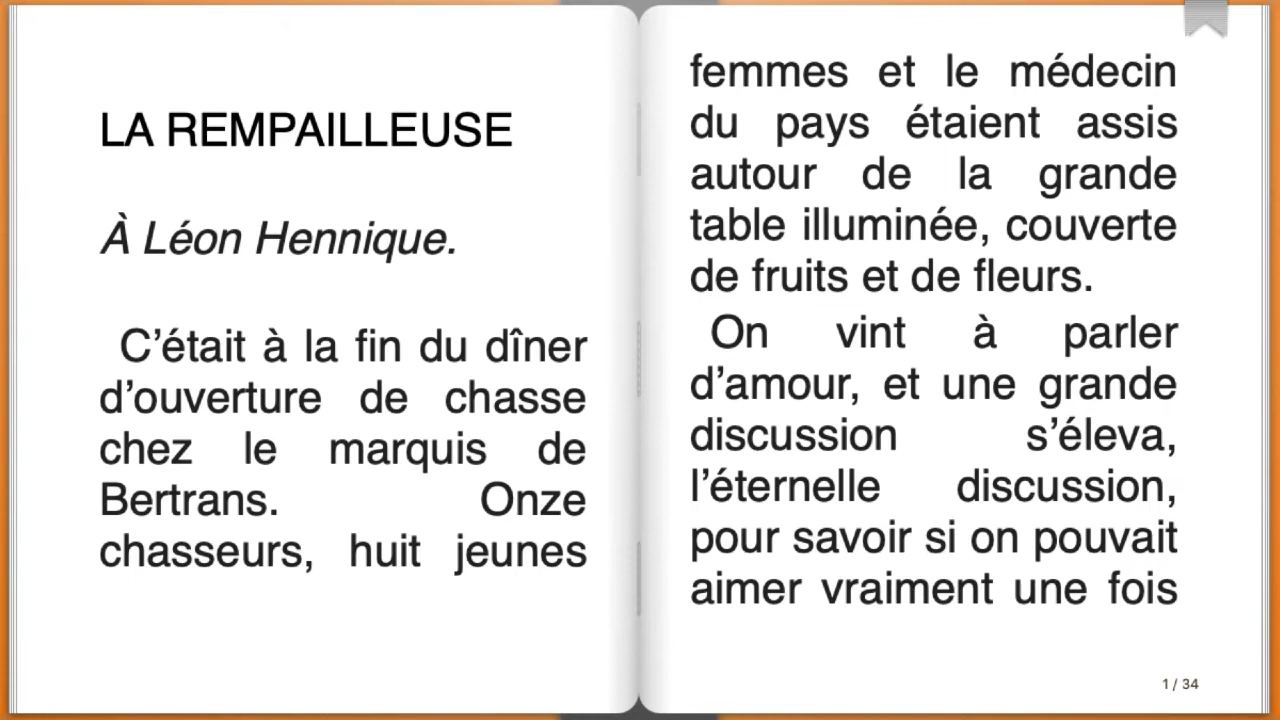 LA REMPAILLEUSE
À Léon Hennique.
C’était à la fin du dîner
d’ouverture de chasse
chez le marquis de
Bertrans. Onze
chasseurs, huit jeunes
femmes et le médecin
du pays étaient assis
autour de la grande
table illuminée, couverte
de fruits et de fleurs.
On vint à parler
d’amour, et une grande
discussion s’éleva,
l’éternelle discussion,
pour savoir si on pouvait
aimer vraiment une fois
1 / 34